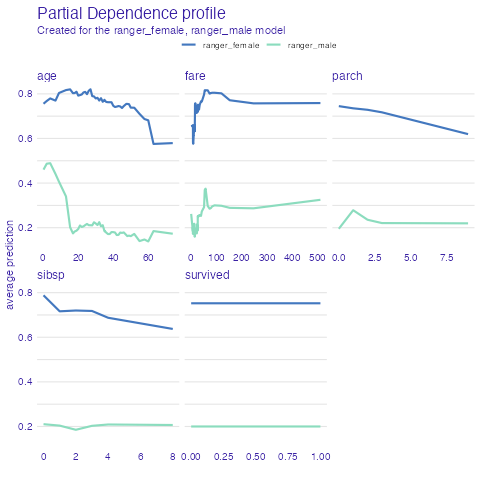 Partial Dependence profile
Created for the ranger_female, ranger_male model
ranger_female ranger_male
age fare parch
0.8
0.6
0.4
0.2
0 20 40 60 0 100 200 300 400 500 0.0 2.5 5.0 7.5
average prediction
sibsp survived
0.8
0.6
0.4
0.2
0 2 4 6 8 0.00 0.25 0.50 0.75 1.00